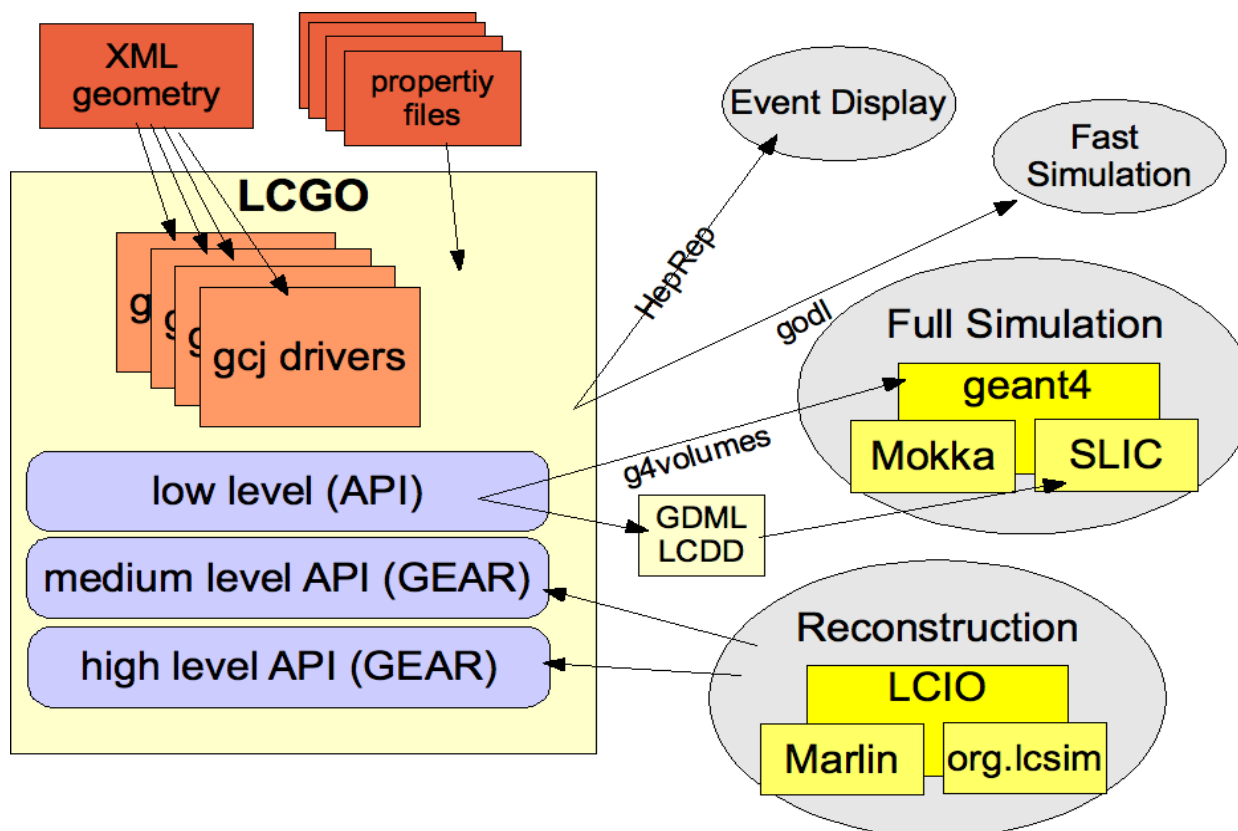 XML
geometry
propertiy
files
LCGO
g
g
g
gcj drivers
low level (API)
medium level API (GEAR)
high level API (GEAR)
HepRep
godl
g4volumes
GDML
LCDD
Event Display
Fast
Simulation
Full Simulation
geant4
Mokka
SLIC
Reconstruction
LCIO
Marlin
org.lcsim